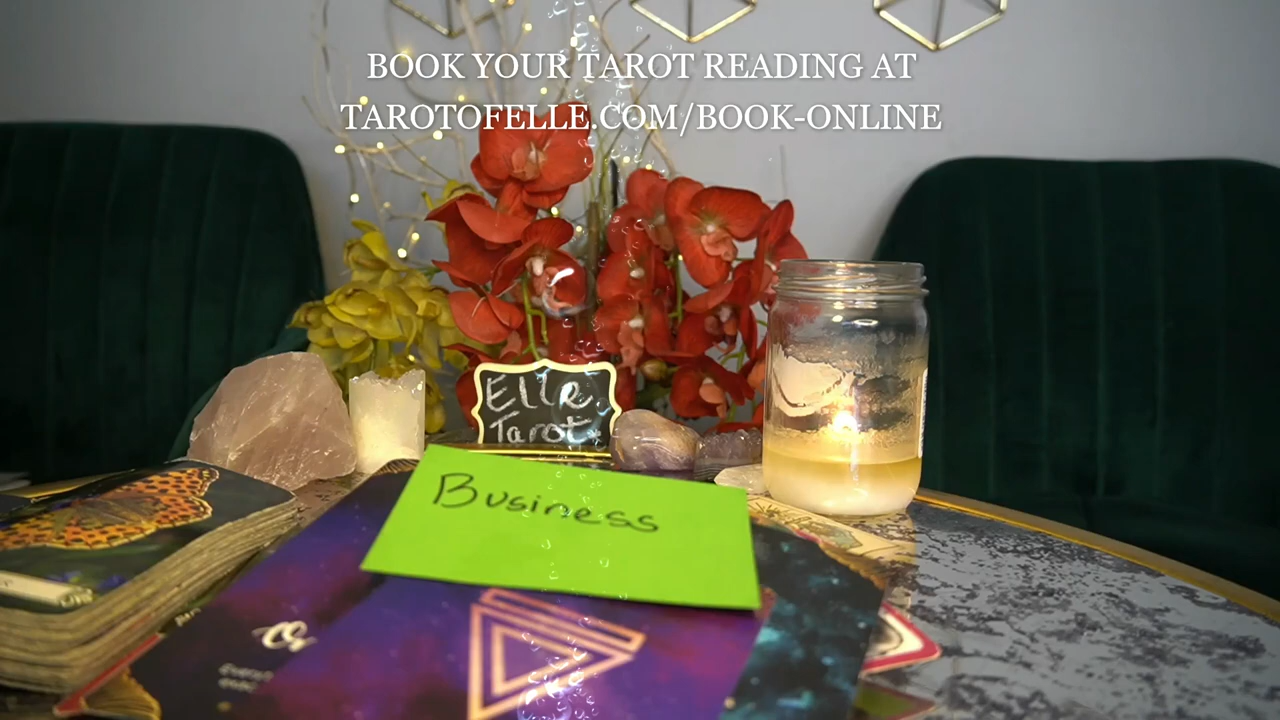 BOOK YOUR TAROT READING AT
TAROTOFELLE.COM/BOOK-ONLINE
Elle
Tarot
Business